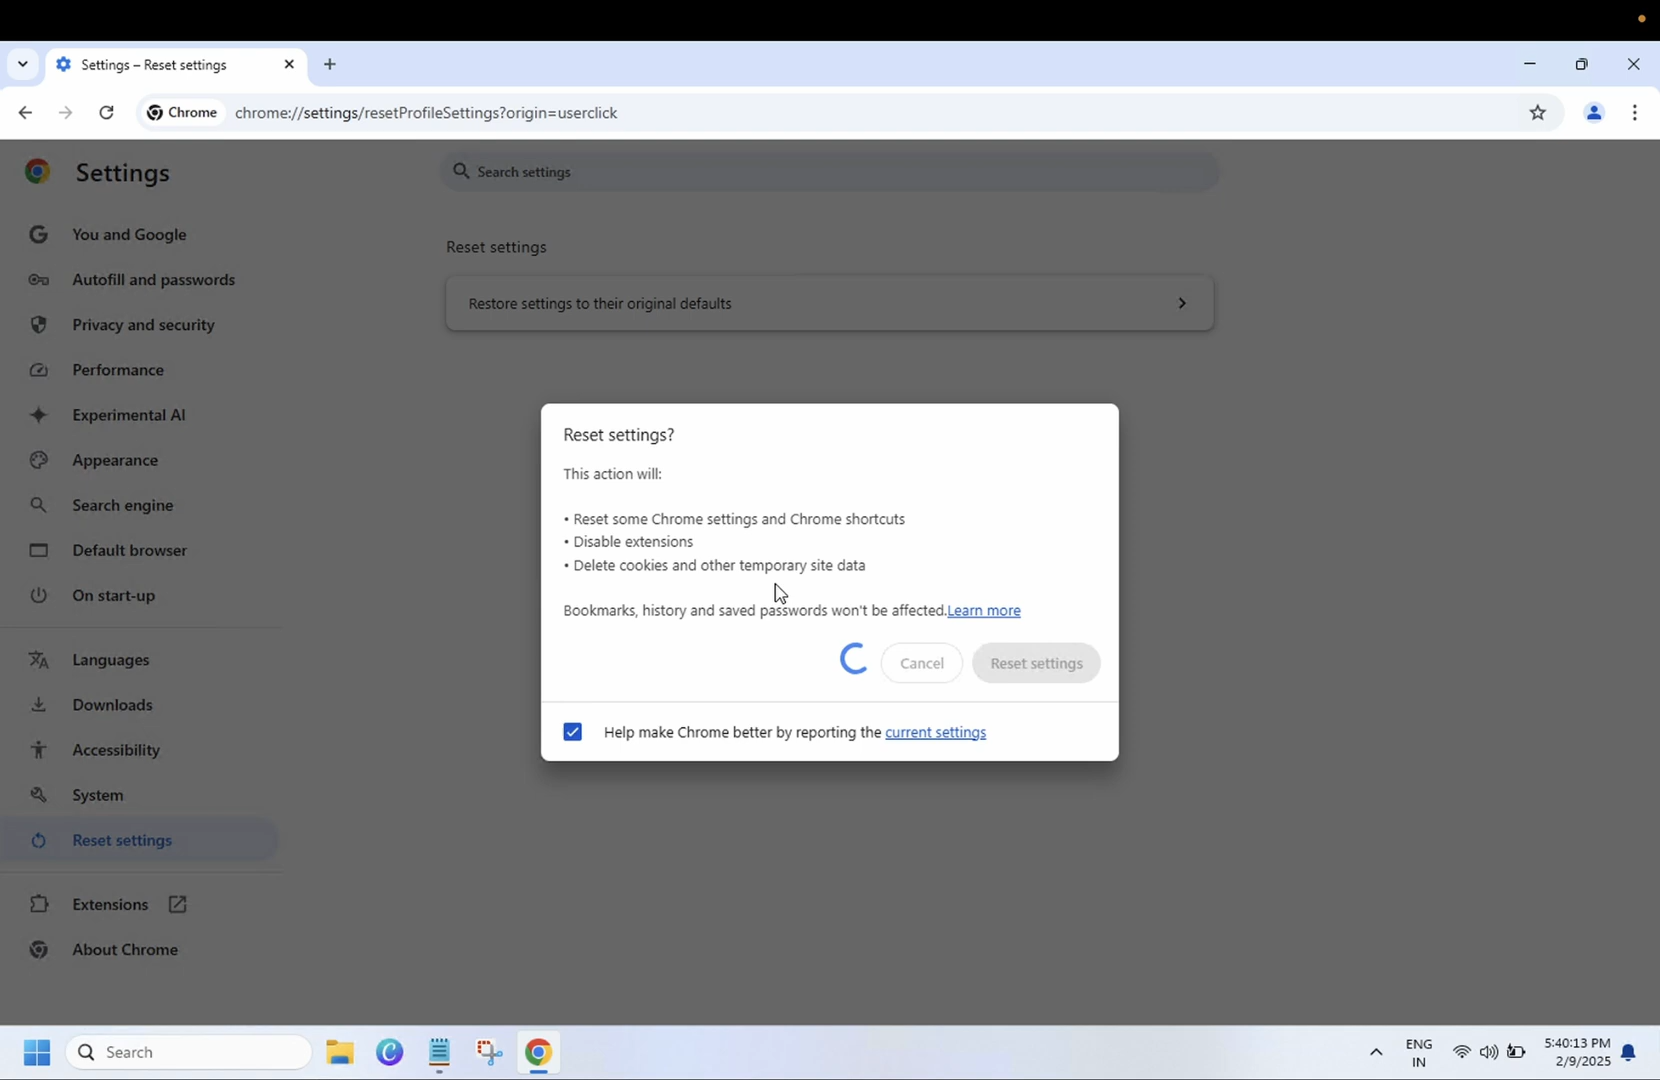 Settings – Reset settings
Chrome
chrome://settings/resetProfileSettings?origin=userclick
Settings
Search settings
You and Google
Autofill and passwords
Privacy and security
Performance
Experimental AI
Appearance
Search engine
Default browser
On start-up
Languages
Downloads
Accessibility
System
Reset settings
Extensions
About Chrome
Reset settings
Restore settings to their original defaults
Reset settings?
This action will:
• Reset some Chrome settings and Chrome shortcuts
• Disable extensions
• Delete cookies and other temporary site data
Bookmarks, history and saved passwords won't be affected.Learn more
Cancel
Reset settings
Help make Chrome better by reporting the current settings
Search
ENG
IN
5:40:13 PM
2/9/2025